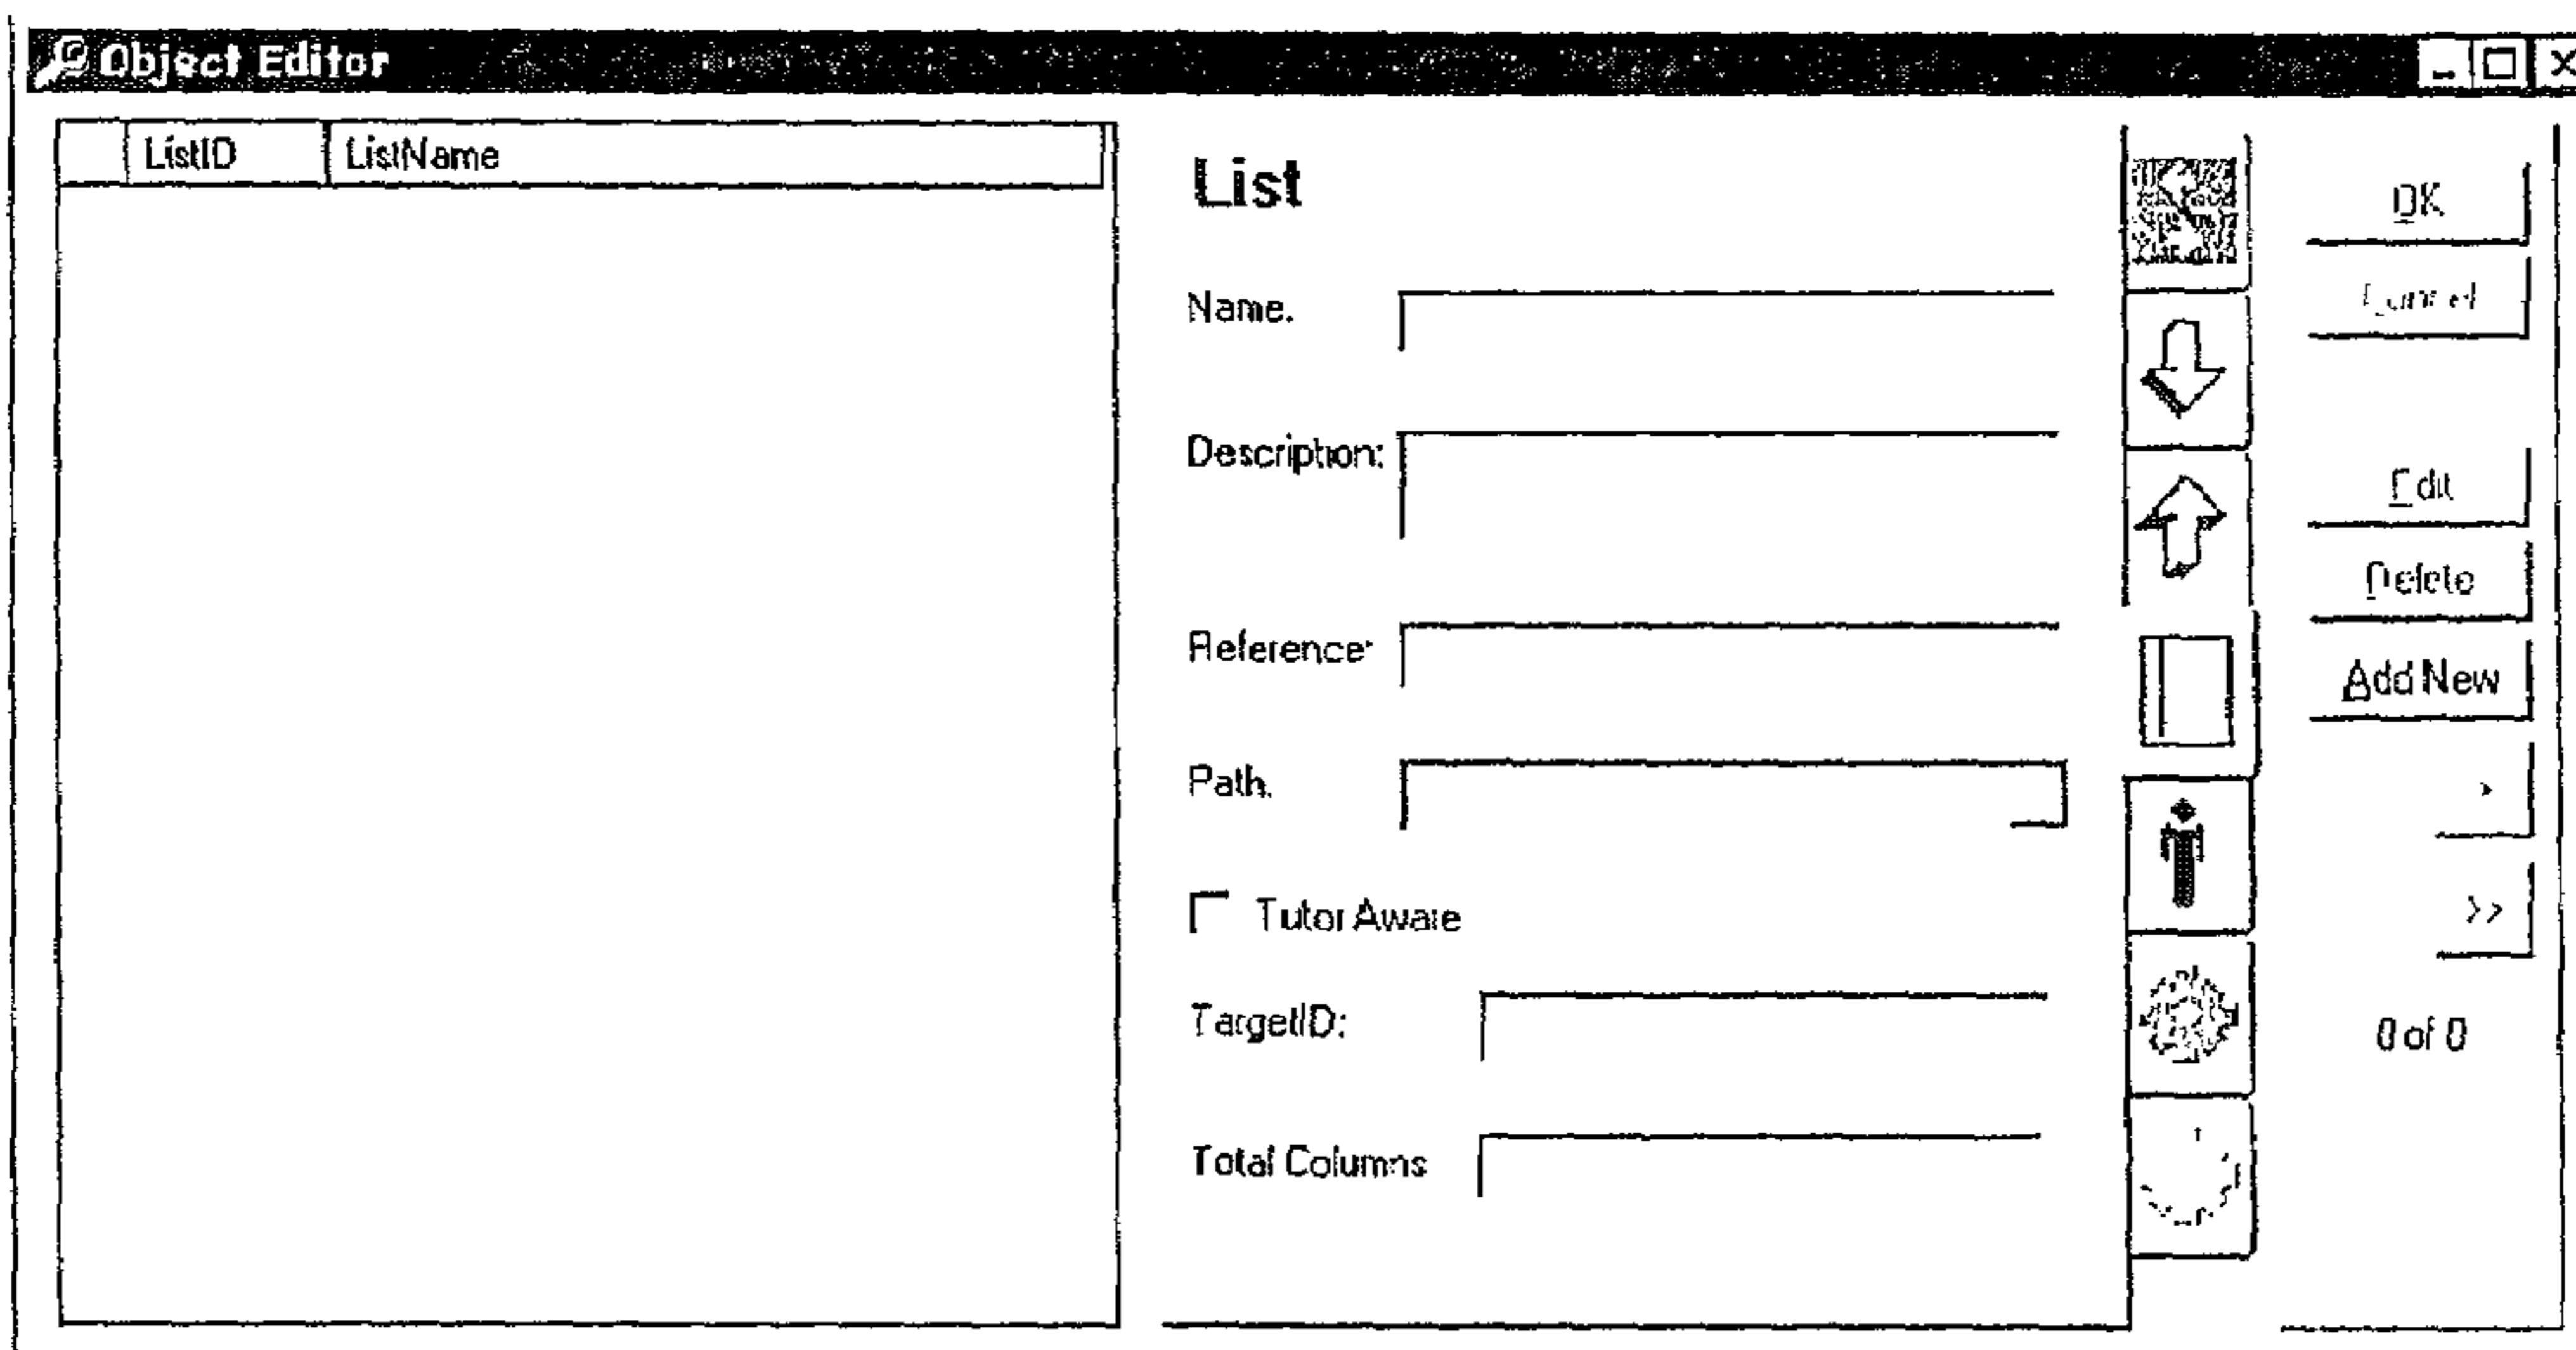 Object Editor
ListID ListName
List
Name:
Description:
Reference:
Path:
Tutor Aware
TargetID:
Total Columns
OK
Cancel
Edit
Delete
Add New
>
>>
0 of 0